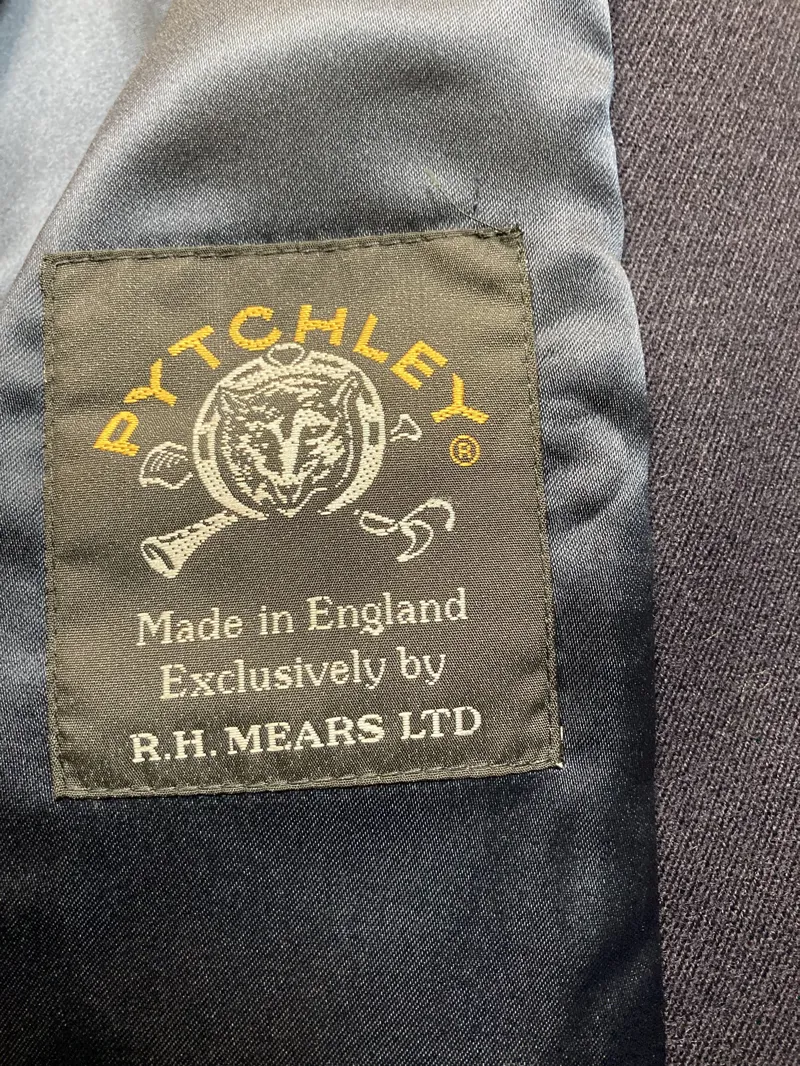 PYTCHLEY®
Made in England
Exclusively by
R.H. MEARS LTD